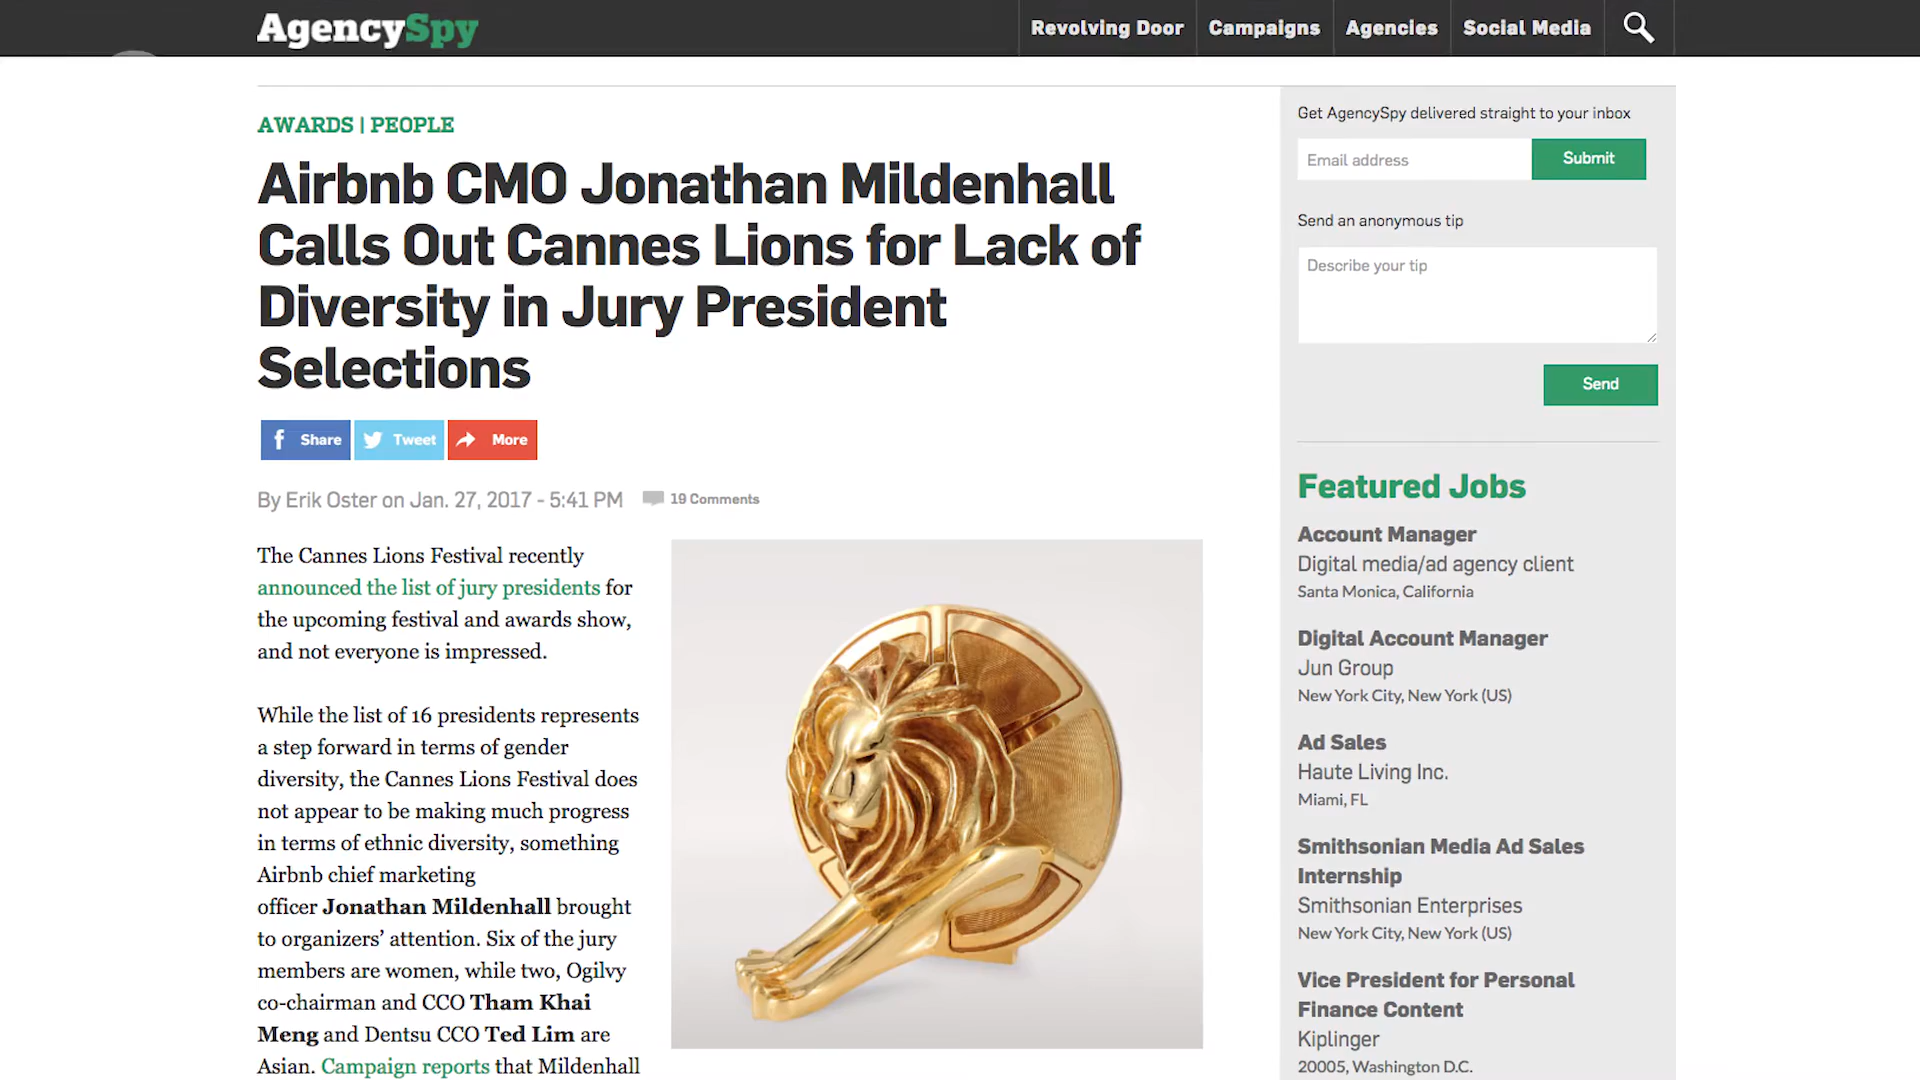 AgencySpy
Revolving Door
Campaigns
Agencies
Social Media
AWARDS | PEOPLE
Airbnb CMO Jonathan Mildenhall
Calls Out Cannes Lions for Lack of
Diversity in Jury President
Selections
Share
Tweet
More
By Erik Oster on Jan. 27, 2017 - 5:41 PM
19 Comments
The Cannes Lions Festival recently
announced the list of jury presidents for
the upcoming festival and awards show,
and not everyone is impressed.
While the list of 16 presidents represents
a step forward in terms of gender
diversity, the Cannes Lions Festival does
not appear to be making much progress
in terms of ethnic diversity, something
Airbnb chief marketing
officer Jonathan Mildenhall brought
to organizers’ attention. Six of the jury
members are women, while two, Ogilvy
co-chairman and CCO Tham Khai
Meng and Dentsu CCO Ted Lim are
Asian. Campaign reports that Mildenhall
Get AgencySpy delivered straight to your inbox
Email address
Submit
Send an anonymous tip
Describe your tip
Send
Featured Jobs
Account Manager
Digital media/ad agency client
Santa Monica, California
Digital Account Manager
Jun Group
New York City, New York (US)
Ad Sales
Haute Living Inc.
Miami, FL
Smithsonian Media Ad Sales
Internship
Smithsonian Enterprises
New York City, New York (US)
Vice President for Personal
Finance Content
Kiplinger
20005, Washington D.C.